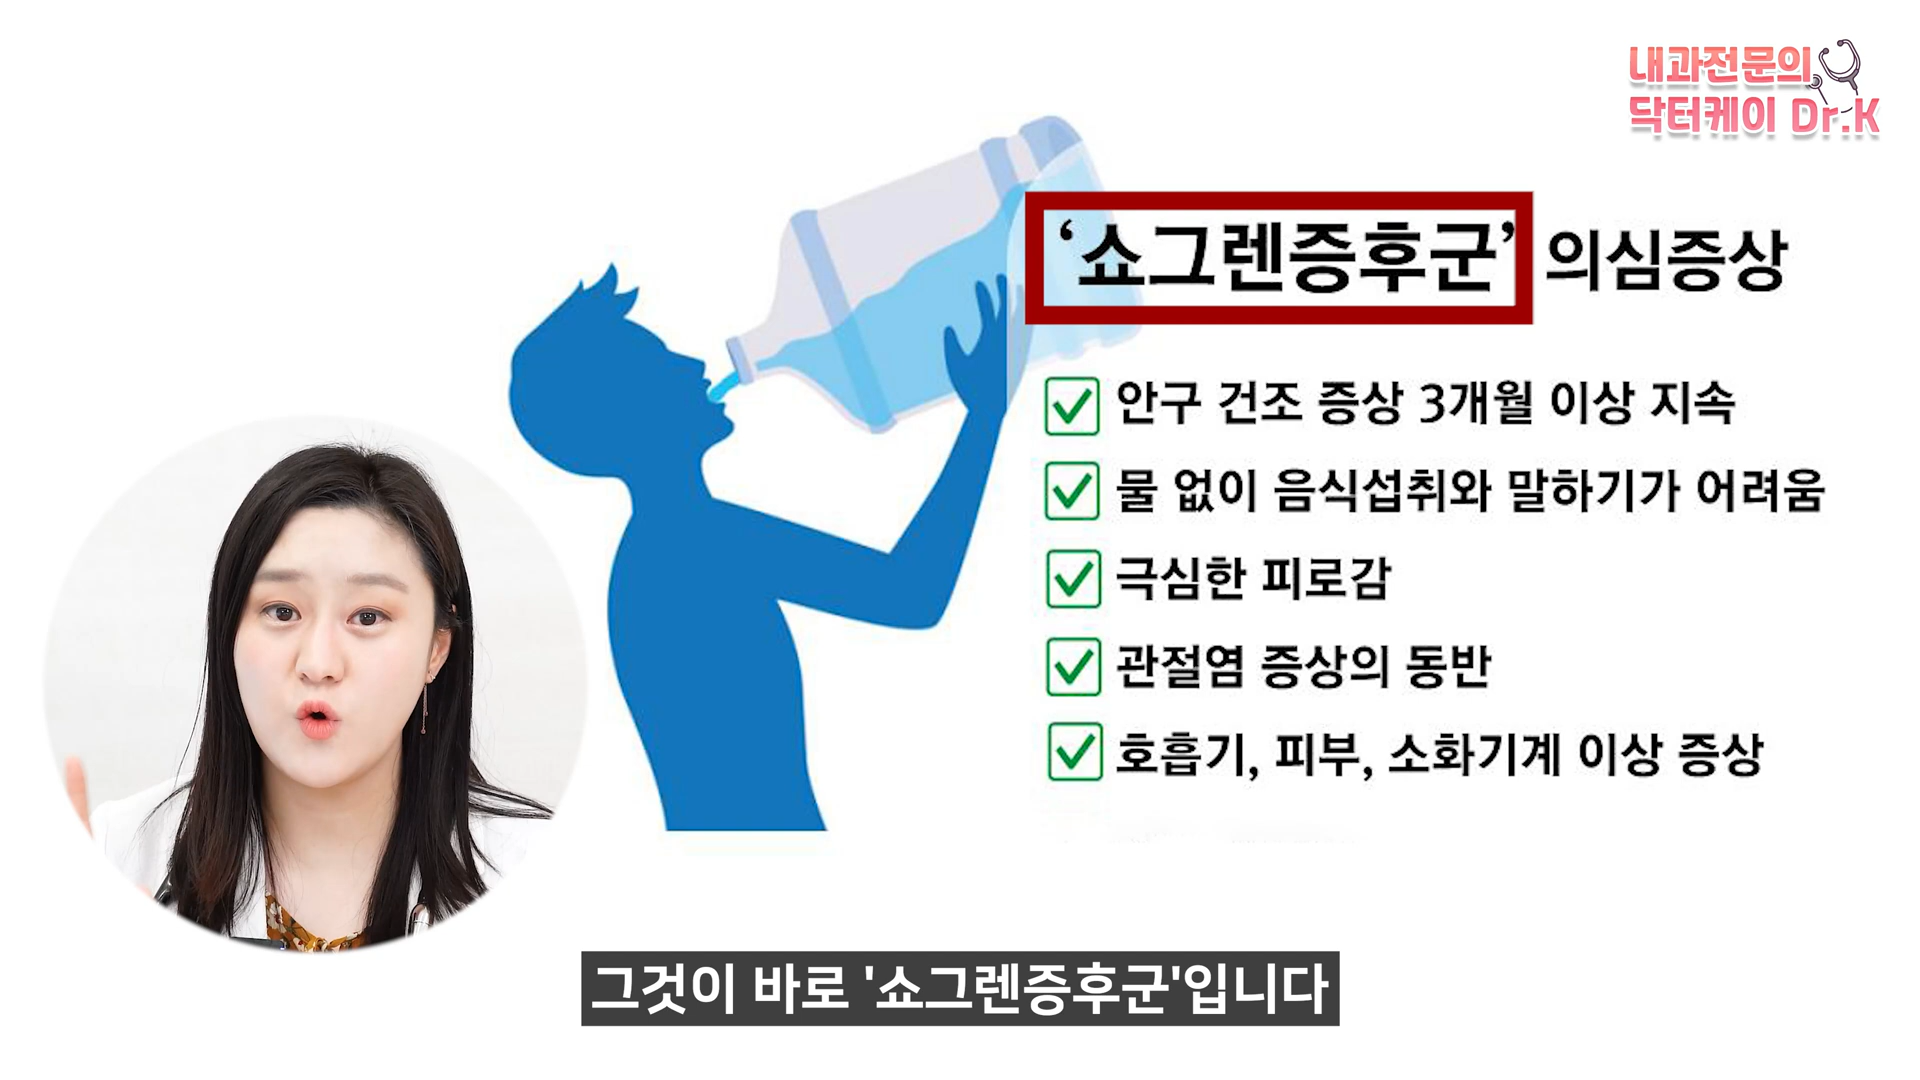 내과전문의
닥터케이 Dr.K
‘쇼그렌증후군’ 의심증상
안구 건조 증상 3개월 이상 지속
물 없이 음식섭취와 말하기가 어려움
극심한 피로감
관절염 증상의 동반
호흡기, 피부, 소화기계 이상 증상
그것이 바로 '쇼그렌증후군'입니다